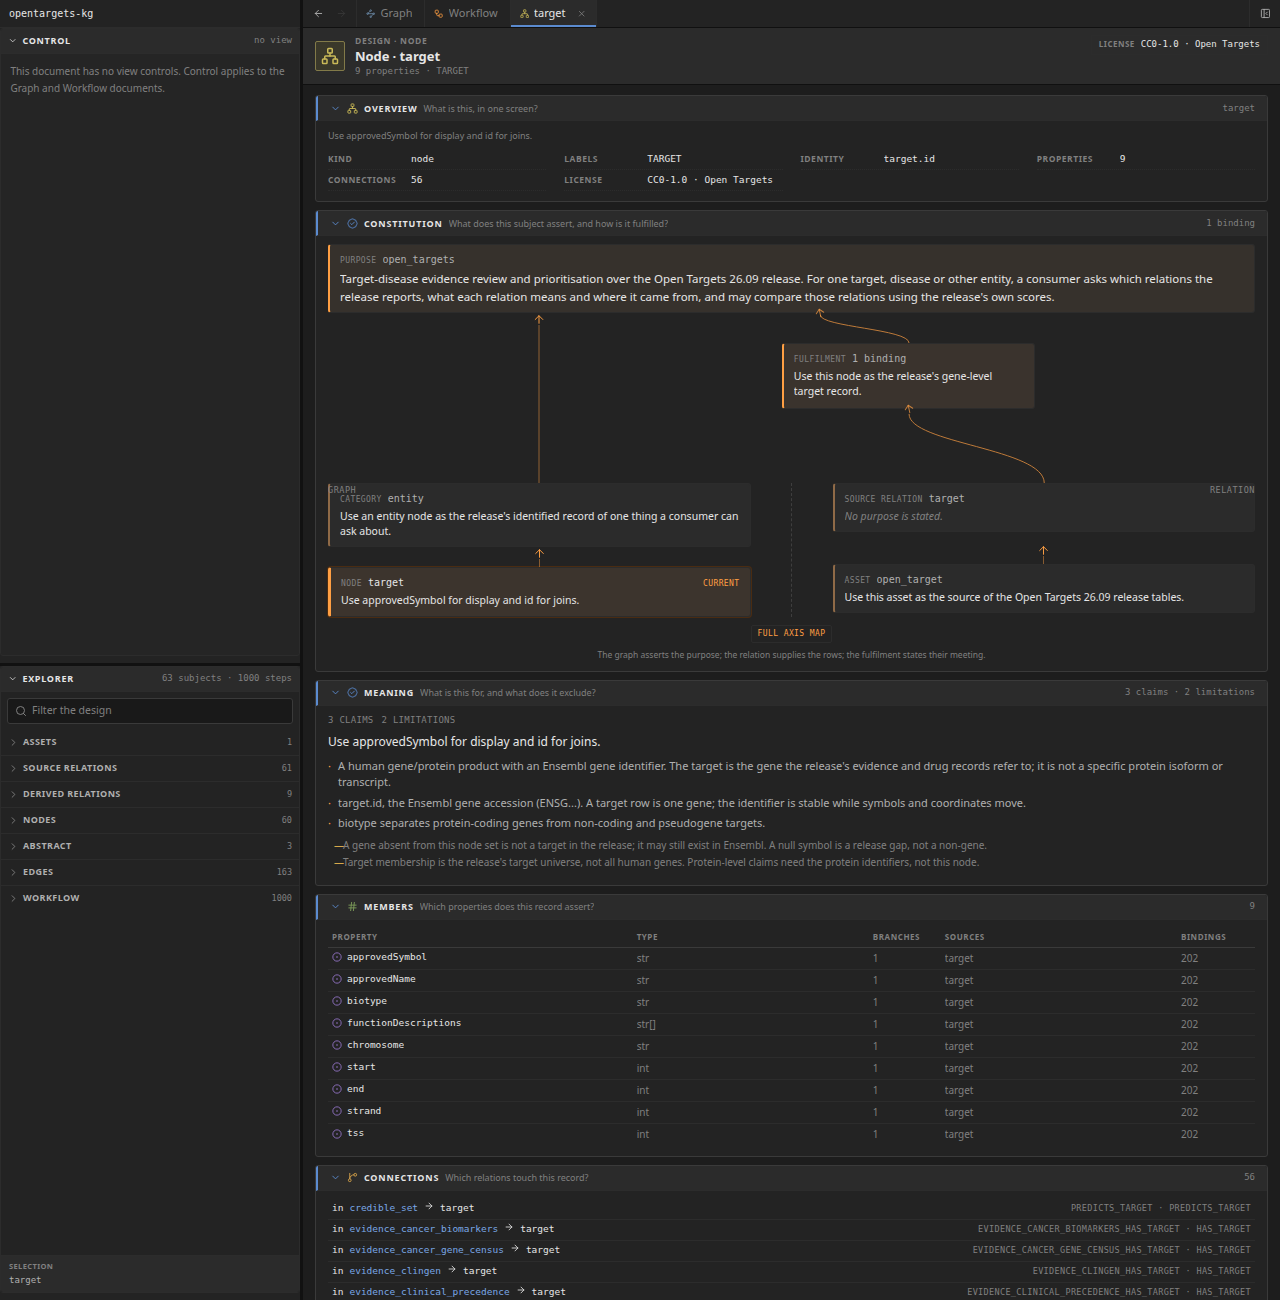 opentargets-kg
Graph
Workflow
target
CONTROL
no view
This document has no view controls. Control applies to the
Graph and Workflow documents.
DESIGN · NODE
Node · target
9 properties · TARGET
LICENSE CC0-1.0 · Open Targets
OVERVIEW What is this, in one screen?
target
Use approvedSymbol for display and id for joins.
KIND node
LABELS TARGET
IDENTITY target.id
PROPERTIES 9
CONNECTIONS 56
LICENSE CC0-1.0 · Open Targets
CONSTITUTION What does this subject assert, and how is it fulfilled?
1 binding
PURPOSE open_targets
Target-disease evidence review and prioritisation over the Open Targets 26.09 release. For one target, disease or other entity, a consumer asks which relations the
release reports, what each relation means and where it came from, and may compare those relations using the release's own scores.
FULFILMENT 1 binding
Use this node as the release's gene-level
target record.
GRAPH
CATEGORY entity
Use an entity node as the release's identified record of one thing a consumer can
ask about.
RELATION
SOURCE RELATION target
No purpose is stated.
NODE target
CURRENT
Use approvedSymbol for display and id for joins.
ASSET open_target
Use this asset as the source of the Open Targets 26.09 release tables.
FULL AXIS MAP
The graph asserts the purpose; the relation supplies the rows; the fulfilment states their meeting.
MEANING What is this for, and what does it exclude?
3 claims · 2 limitations
3 CLAIMS 2 LIMITATIONS
Use approvedSymbol for display and id for joins.
· A human gene/protein product with an Ensembl gene identifier. The target is the gene the release's evidence and drug records refer to; it is not a specific protein isoform or
transcript.
· target.id, the Ensembl gene accession (ENSG...). A target row is one gene; the identifier is stable while symbols and coordinates move.
· biotype separates protein-coding genes from non-coding and pseudogene targets.
—A gene absent from this node set is not a target in the release; it may still exist in Ensembl. A null symbol is a release gap, not a non-gene.
—Target membership is the release's target universe, not all human genes. Protein-level claims need the protein identifiers, not this node.
MEMBERS Which properties does this record assert?
9
PROPERTY TYPE BRANCHES SOURCES BINDINGS
approvedSymbol str 1 target 202
approvedName str 1 target 202
biotype str 1 target 202
functionDescriptions str[] 1 target 202
chromosome str 1 target 202
start int 1 target 202
end int 1 target 202
strand int 1 target 202
tss int 1 target 202
CONNECTIONS Which relations touch this record?
56
in credible_set → target PREDICTS_TARGET · PREDICTS_TARGET
in evidence_cancer_biomarkers → target EVIDENCE_CANCER_BIOMARKERS_HAS_TARGET · HAS_TARGET
in evidence_cancer_gene_census → target EVIDENCE_CANCER_GENE_CENSUS_HAS_TARGET · HAS_TARGET
in evidence_clingen → target EVIDENCE_CLINGEN_HAS_TARGET · HAS_TARGET
in evidence_clinical_precedence → target EVIDENCE_CLINICAL_PRECEDENCE_HAS_TARGET · HAS_TARGET
EXPLORER
63 subjects · 1000 steps
Filter the design
ASSETS 1
SOURCE RELATIONS 61
DERIVED RELATIONS 9
NODES 60
ABSTRACT 3
EDGES 163
WORKFLOW 1000
SELECTION
target